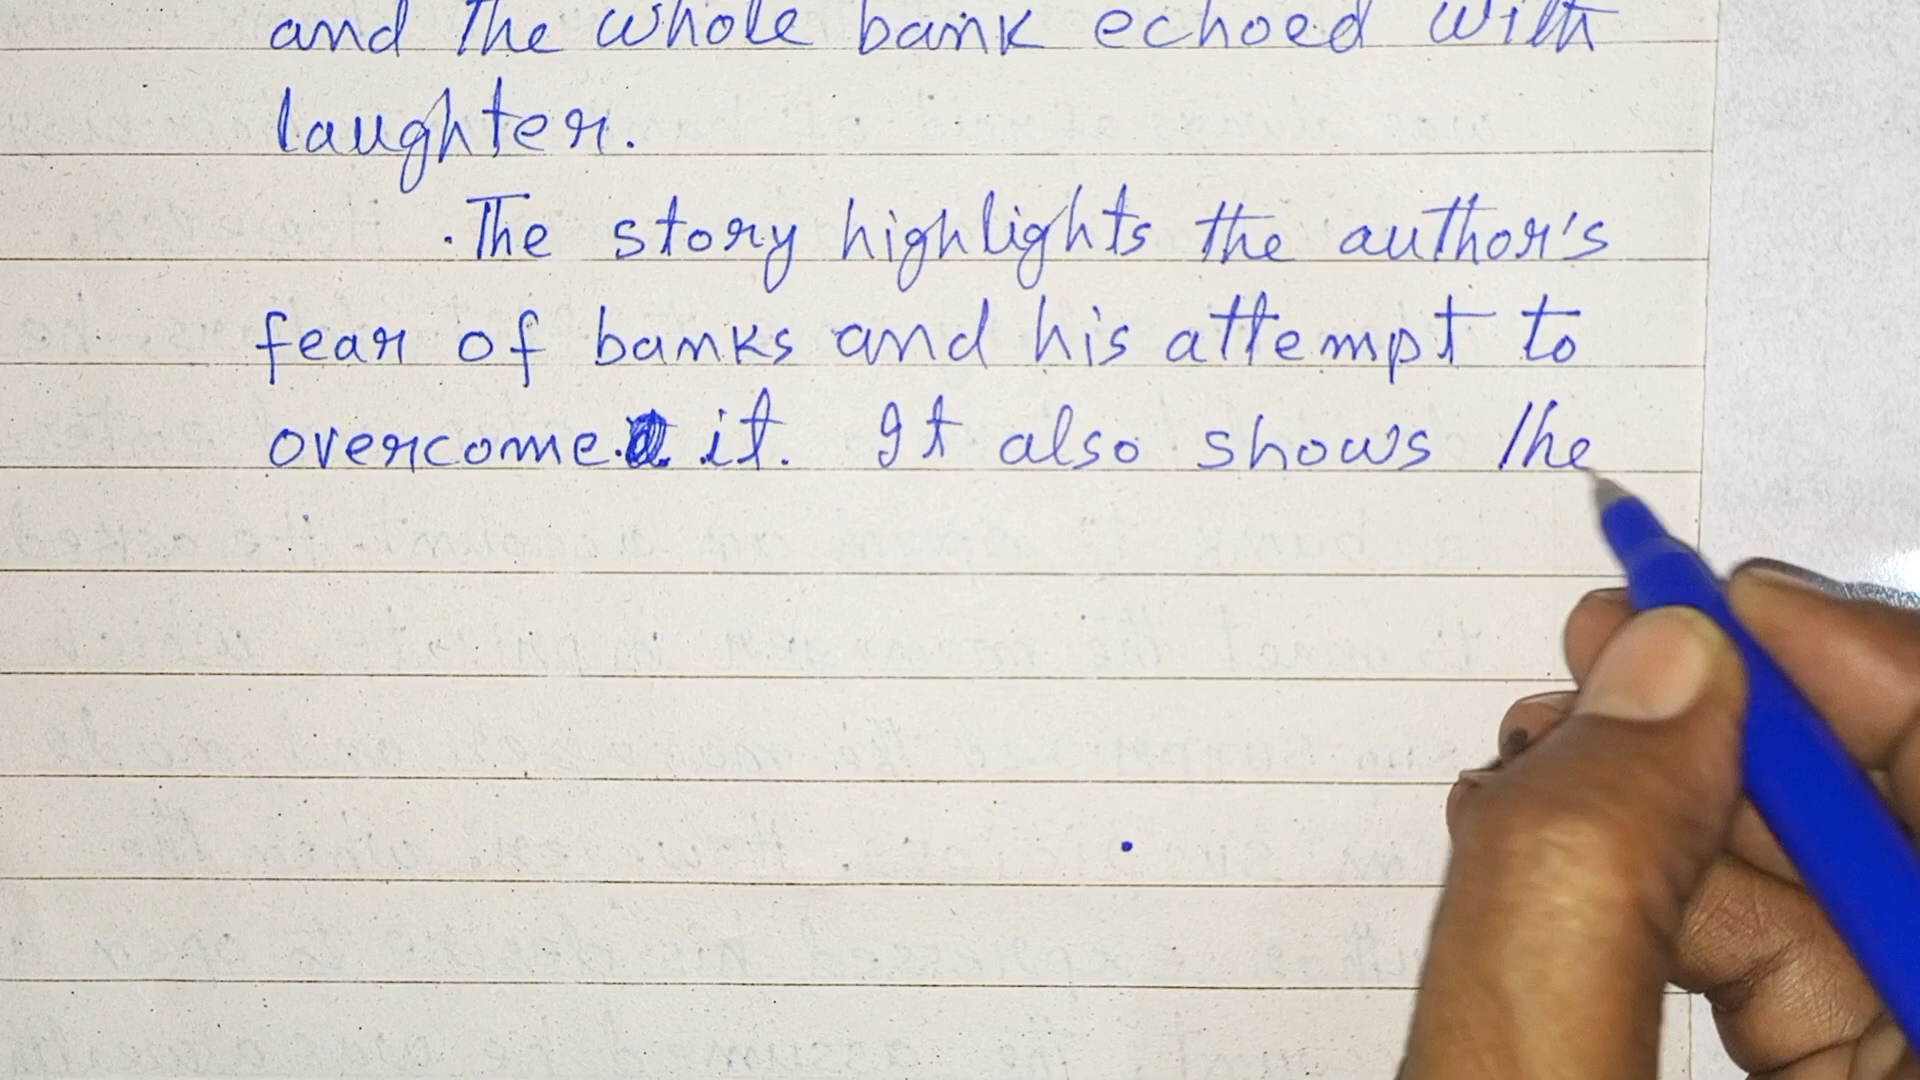 and the whole bank echoed with
laughter.
The story highlights the author's
fear of banks and his attempt to
overcome it. It also shows the